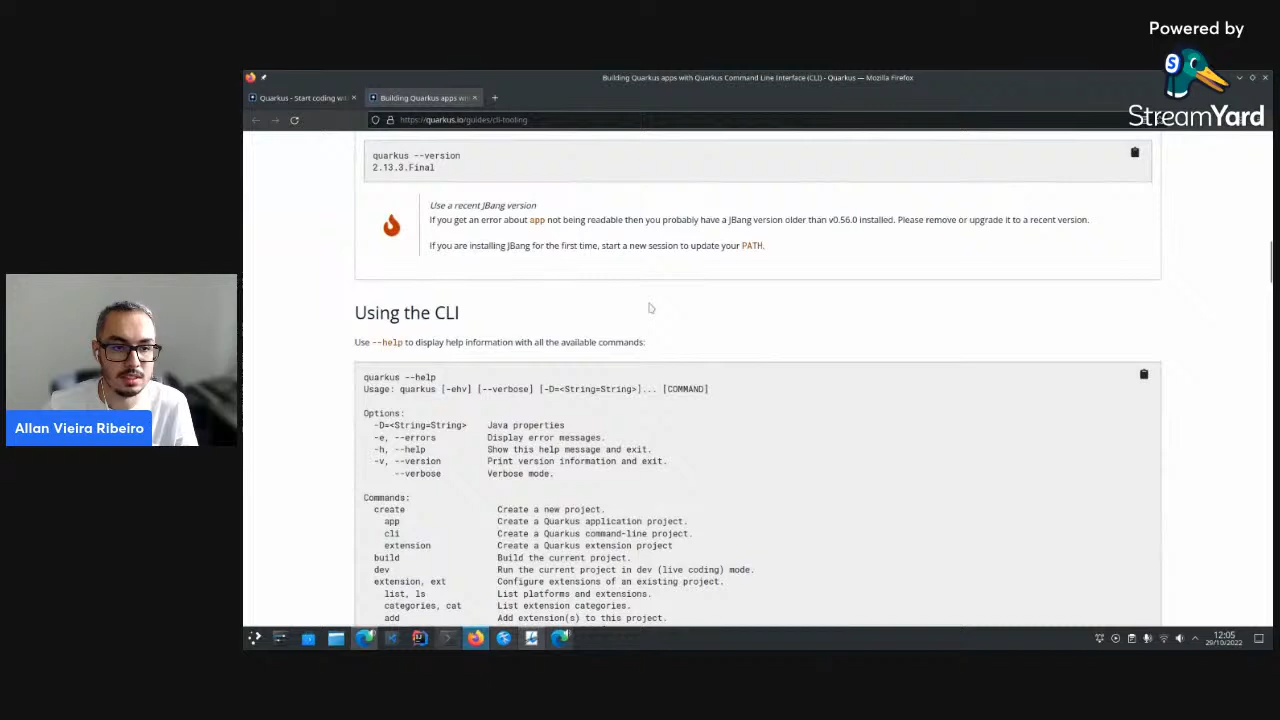 Powered by
StreamYard
Building Quarkus apps with Quarkus Command Line Interface (CLI) - Quarkus — Mozilla Firefox
Quarkus - Start coding wit
Building Quarkus apps wit
https://quarkus.io/guides/cli-tooling
quarkus --version
2.13.3.Final
Use a recent JBang version
If you get an error about app not being readable then you probably have a JBang version older than v0.56.0 installed. Please remove or upgrade it to a recent version.
If you are installing JBang for the first time, start a new session to update your PATH.
Using the CLI
Use --help to display help information with all the available commands:
quarkus --help
Usage: quarkus [-ehv] [--verbose] [-D=<String=String>]... [COMMAND]
Options:
-D=<String=String> Java properties
-e, --errors Display error messages.
-h, --help Show this help message and exit.
-v, --version Print version information and exit.
--verbose Verbose mode.
Commands:
create Create a new project.
app Create a Quarkus application project.
cli Create a Quarkus command-line project.
extension Create a Quarkus extension project
build Build the current project.
dev Run the current project in dev (live coding) mode.
extension, ext Configure extensions of an existing project.
list, ls List platforms and extensions.
categories, cat List extension categories.
add Add extension(s) to this project.
Allan Vieira Ribeiro
12:05
29/10/2022